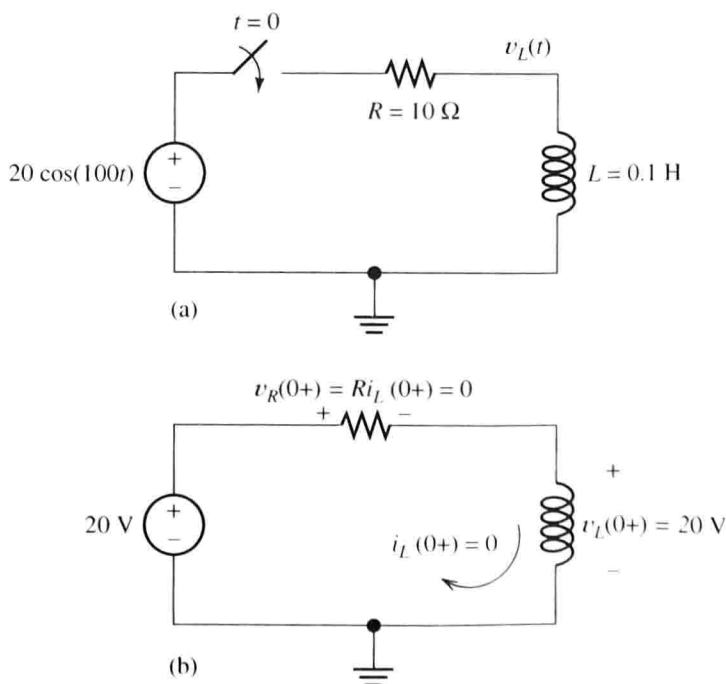 t = 0
v_L(t)
R = 10 Ω
20 cos(100t)
+
−
L = 0.1 H
(a)
v_R(0+) = Ri_L (0+) = 0
+ −
20 V
+
−
i_L (0+) = 0
+
v_L(0+) = 20 V
−
(b)